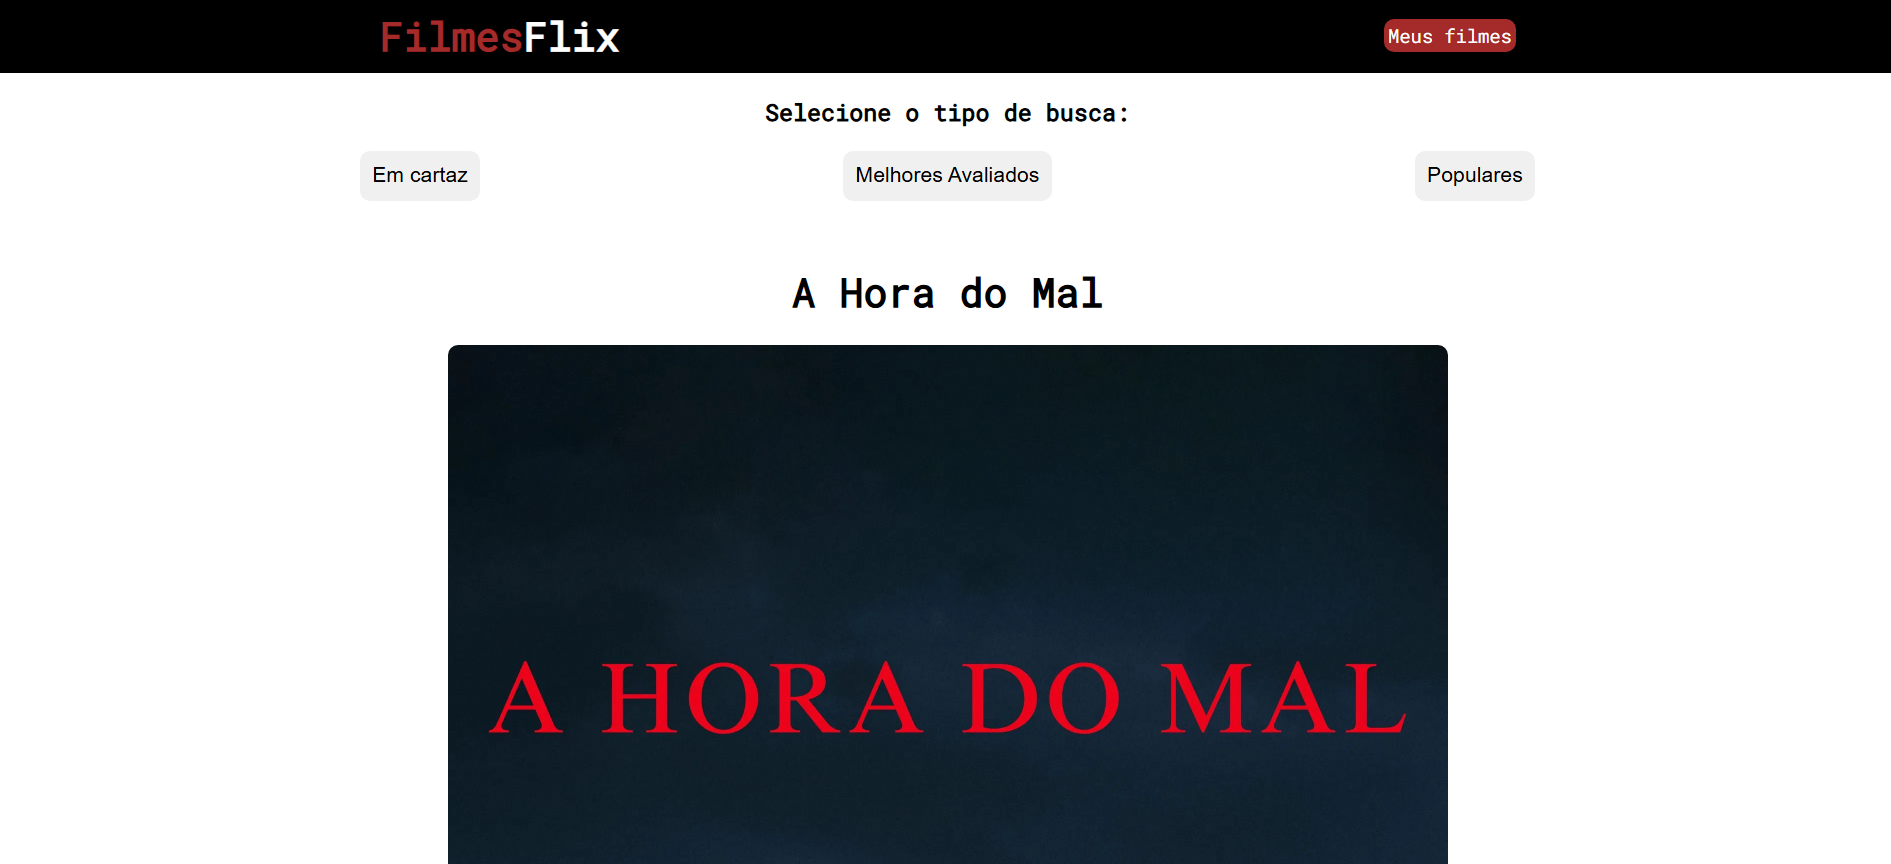 FilmesFlix
Meus filmes
Selecione o tipo de busca:
Em cartaz
Melhores Avaliados
Populares
A Hora do Mal
A HORA DO MAL